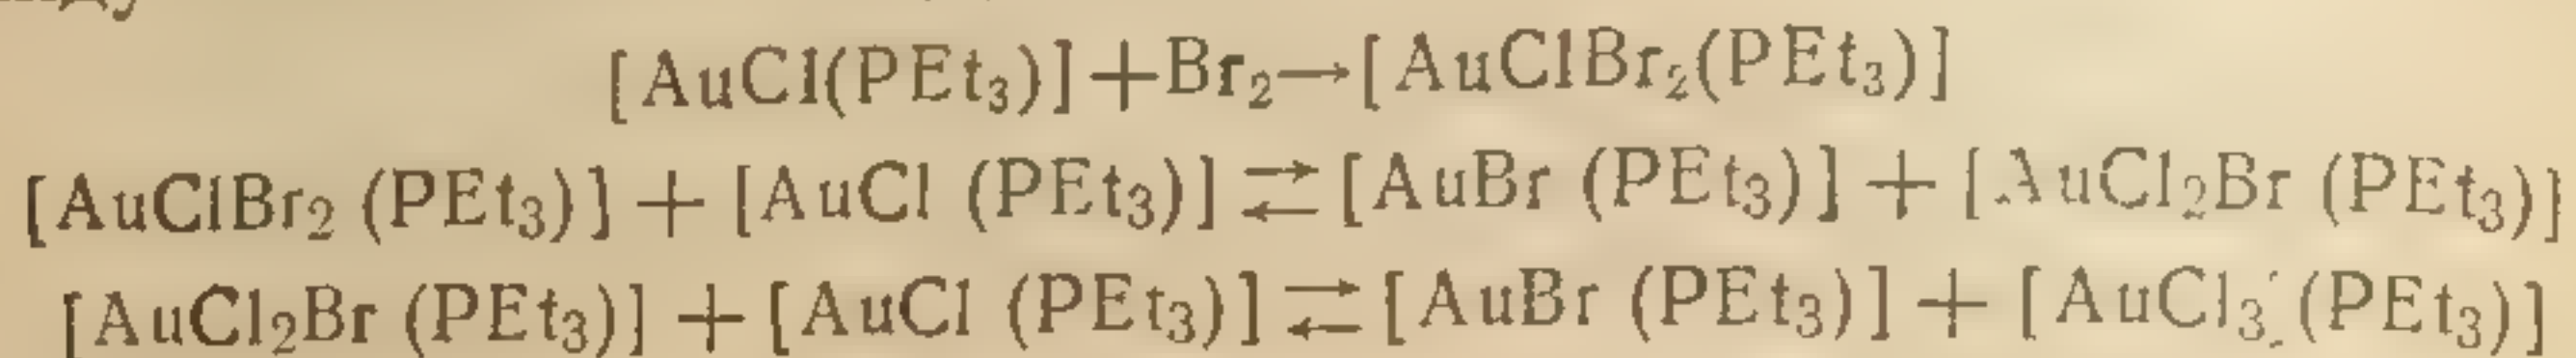 [AuCl(PEt₃)]+Br₂→[AuClBr₂(PEt₃)]
[AuClBr₂ (PEt₃)] + [AuCl (PEt₃)] ⇄ [AuBr (PEt₃)] + [AuCl₂Br (PEt₃)]
[AuCl₂Br (PEt₃)] + [AuCl (PEt₃)] ⇄ [AuBr (PEt₃)] + [AuCl₃ (PEt₃)]